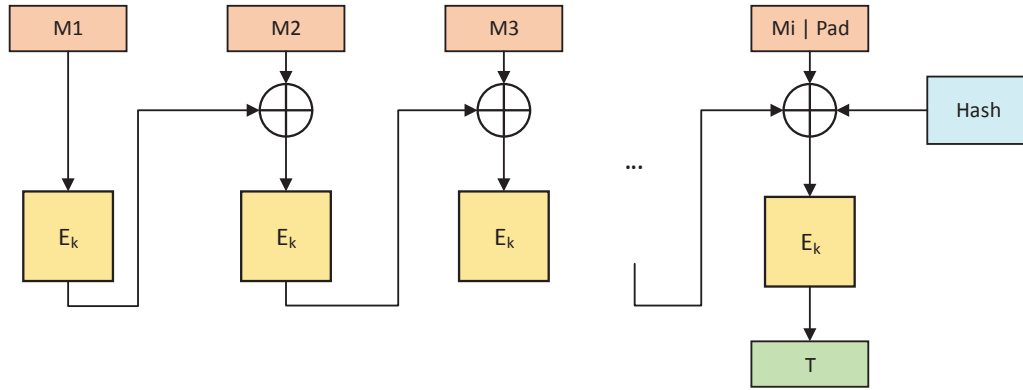 M1
M2
M3
Mi | Pad
Hash
...
Eₖ
Eₖ
Eₖ
Eₖ
T